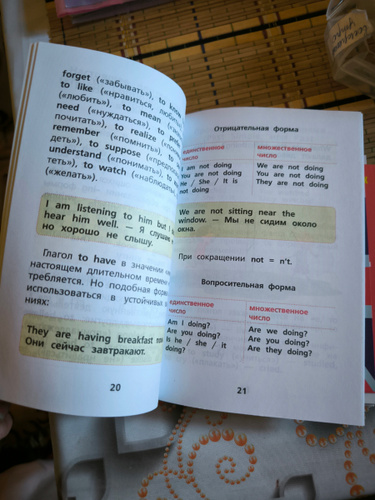 forget («забывать»), to know
to like («нравиться, люб
(«любить»), to mean
need («нуждаться»), to
почитать»), to realize
remember («помнить»),
деть»), to suppose («предпо
understand («понимать»), to
теть»), to watch («наблюдать
(«желать»).
I am listening to him but I
hear him well. — Я слушаю
но хорошо не слышу.
Глагол to have в значении
настоящем длительном времени
требляется. Но подобная форма
использоваться в устойчивых
ниях:
They are having breakfast now
Они сейчас завтракают.
20
Отрицательная форма
единственное число множественное число
I am not doing We are not doing
You are not doing You are not doing
He / She / It is not doing They are not doing
We are not sitting near the
window. — Мы не сидим около
окна.
При сокращении not = n't.
Вопросительная форма
единственное число множественное число
Am I doing? Are we doing?
Are you doing? Are you doing?
Is he / she / it doing? Are they doing?
21